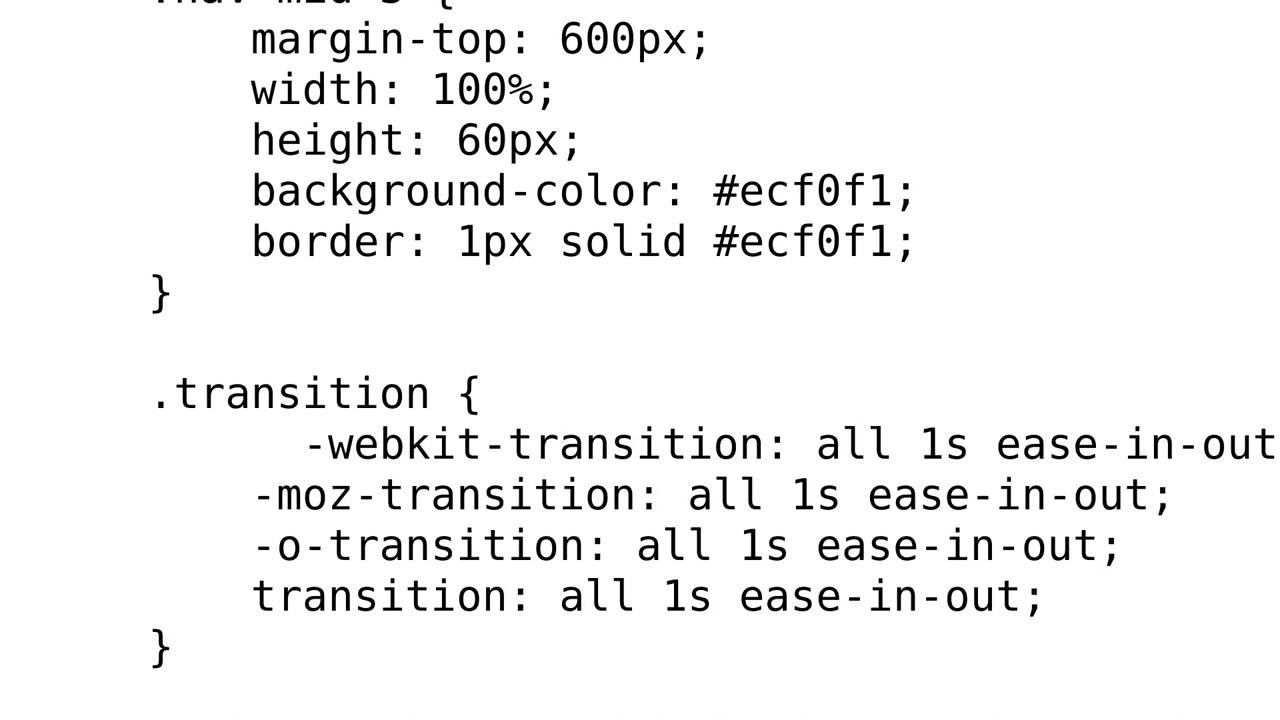 margin-top: 600px;
width: 100%;
height: 60px;
background-color: #ecf0f1;
border: 1px solid #ecf0f1;
}
.transition {
-webkit-transition: all 1s ease-in-out
-moz-transition: all 1s ease-in-out;
-o-transition: all 1s ease-in-out;
transition: all 1s ease-in-out;
}